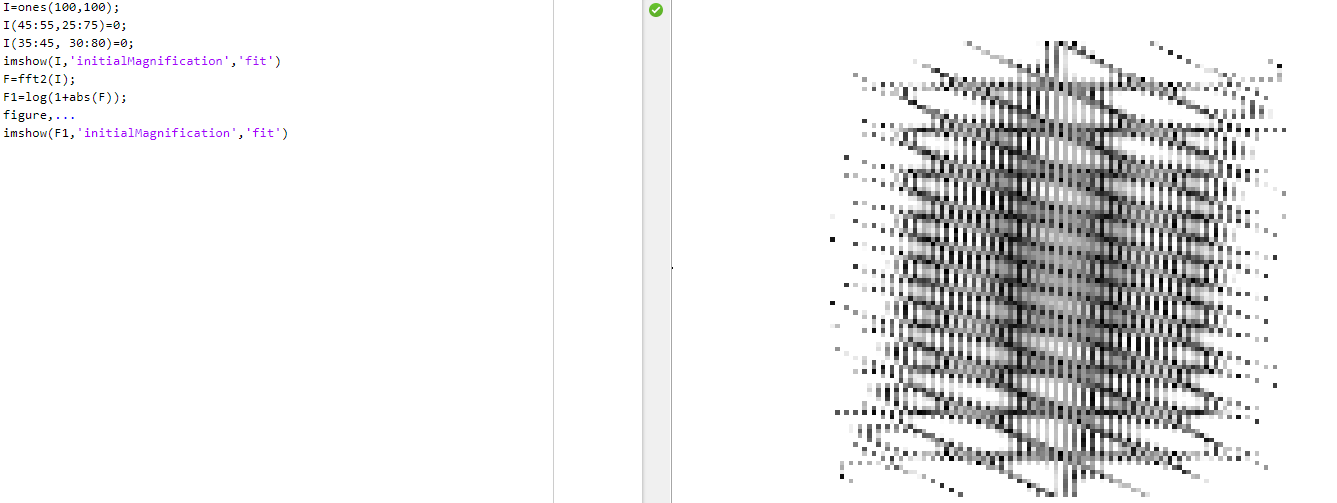 I=ones(100,100);
I(45:55,25:75)=0;
I(35:45, 30:80)=0;
imshow(I,'initialMagnification','fit')
F=fft2(I);
F1=log(1+abs(F));
figure,...
imshow(F1,'initialMagnification','fit')